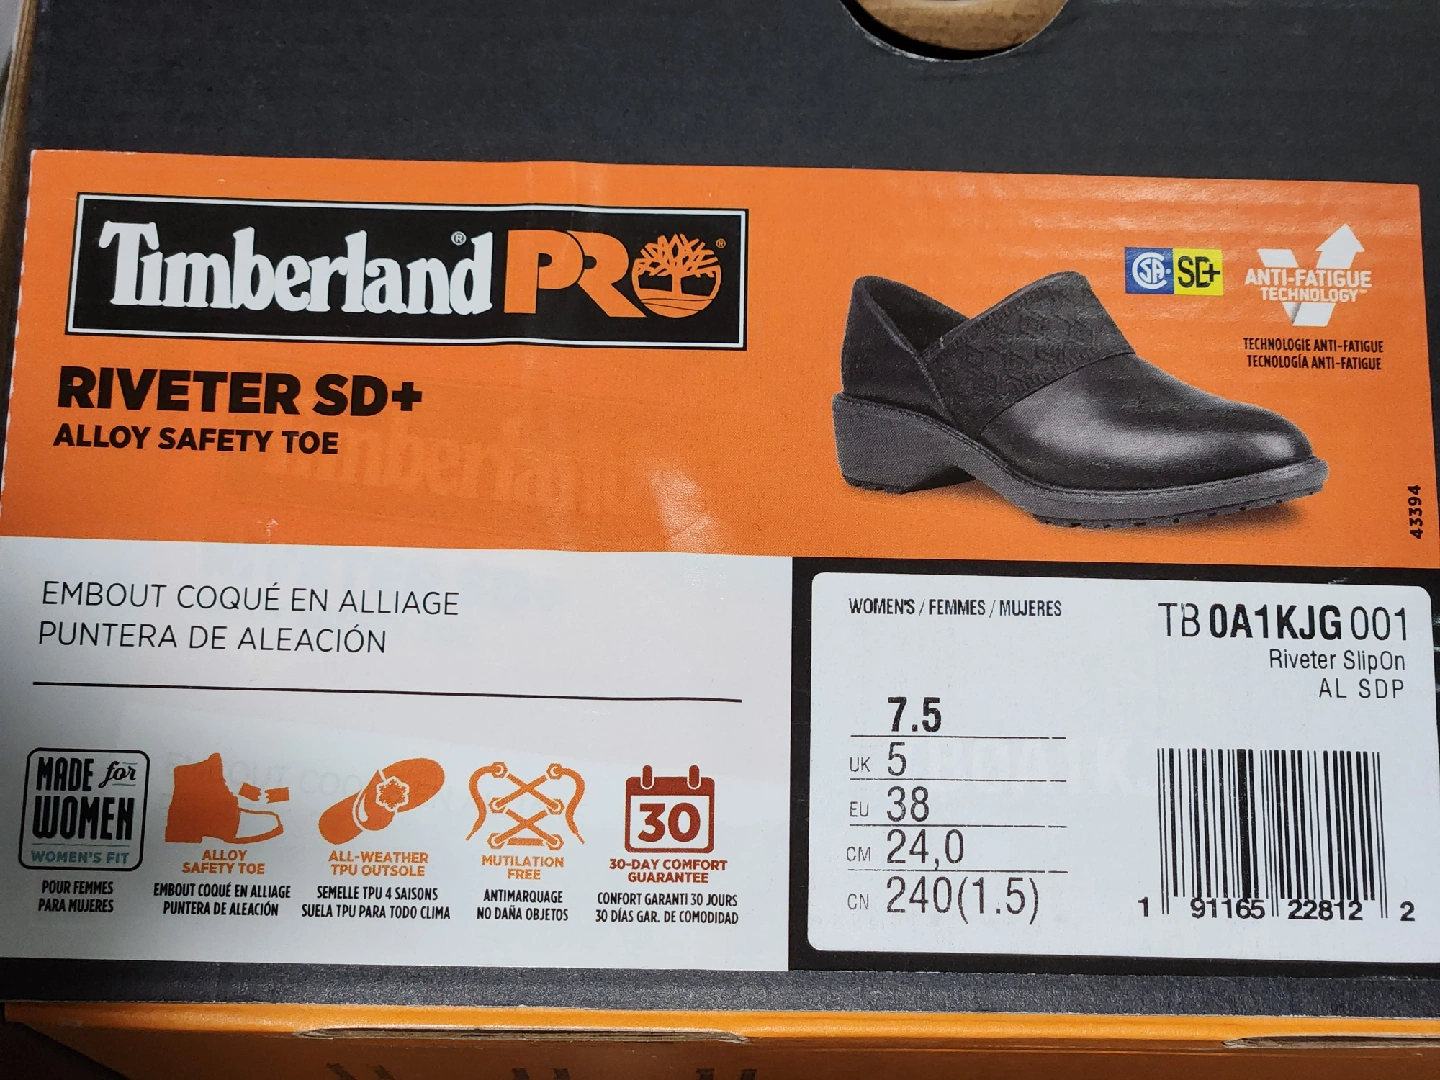 Timberland® PRO®
RIVETER SD+
ALLOY SAFETY TOE
CSA SD+
ANTI-FATIGUE
TECHNOLOGY™
TECHNOLOGIE ANTI-FATIGUE
TECNOLOGÍA ANTI-FATIGUE
43394
EMBOUT COQUÉ EN ALLIAGE
PUNTERA DE ALEACIÓN
MADE for
WOMEN
WOMEN'S FIT
POUR FEMMES
PARA MUJERES
ALLOY
SAFETY TOE
EMBOUT COQUÉ EN ALLIAGE
PUNTERA DE ALEACIÓN
ALL-WEATHER
TPU OUTSOLE
SEMELLE TPU 4 SAISONS
SUELA TPU PARA TODO CLIMA
MUTILATION
FREE
ANTIMARQUAGE
NO DAÑA OBJETOS
30
30-DAY COMFORT
GUARANTEE
CONFORT GARANTI 30 JOURS
30 DÍAS GAR. DE COMODIDAD
WOMEN'S / FEMMES / MUJERES
TB 0A1KJG 001
Riveter SlipOn
AL SDP
7.5
UK 5
EU 38
CM 24,0
CN 240(1.5)
1 91165 22812 2